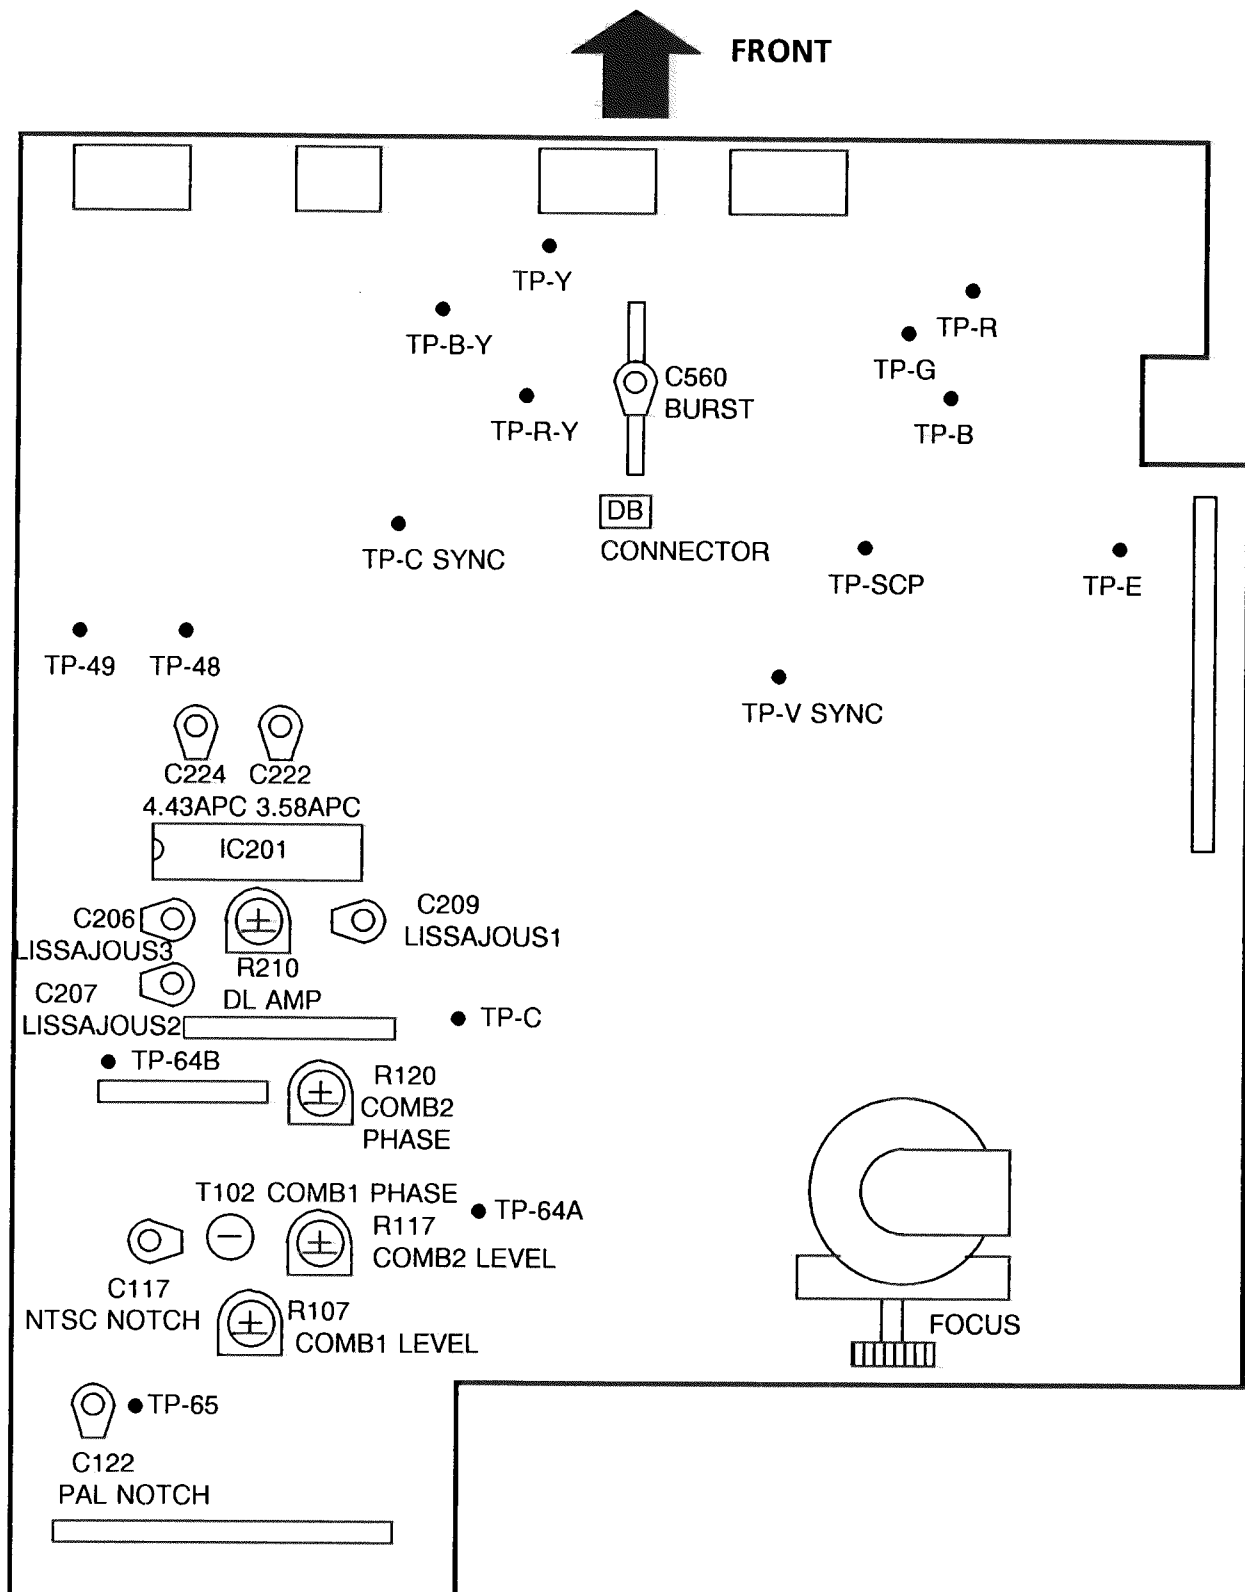 FRONT
TP-Y
TP-B-Y
TP-R
TP-G
C560
BURST
TP-R-Y
TP-B
DB
CONNECTOR
TP-C SYNC
TP-SCP
TP-E
TP-49
TP-48
TP-V SYNC
C224
C222
4.43APC 3.58APC
IC201
C206
LISSAJOUS3
C209
LISSAJOUS1
R210
DL AMP
C207
LISSAJOUS2
TP-C
TP-64B
R120
COMB2
PHASE
T102 COMB1 PHASE
TP-64A
R117
COMB2 LEVEL
C117
NTSC NOTCH
R107
COMB1 LEVEL
FOCUS
TP-65
C122
PAL NOTCH